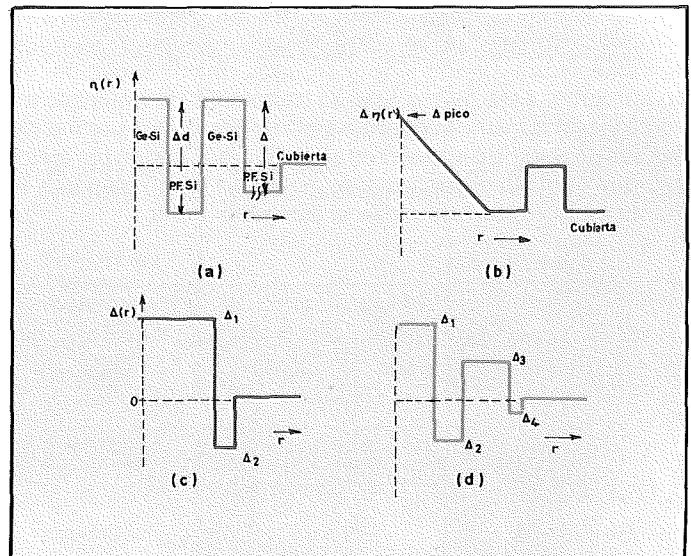 η(r)
Ge-Si
Δd
Ge-Si
Δ
P.F.Si
P.F.Si
Cubierta
r
(a)
Δ η(r)
Δ pico
r
Cubierta
(b)
Δ(r)
Δ1
0
r
Δ2
(c)
Δ1
Δ3
Δ4
Δ2
r
(d)